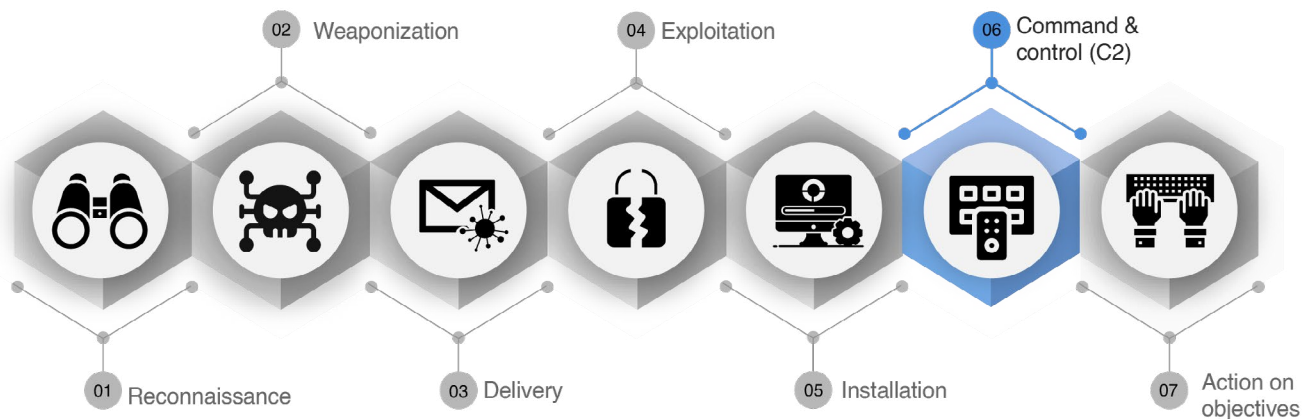 01
Reconnaissance
02
Weaponization
03
Delivery
04
Exploitation
05
Installation
06
Command &
control (C2)
07
Action on
objectives